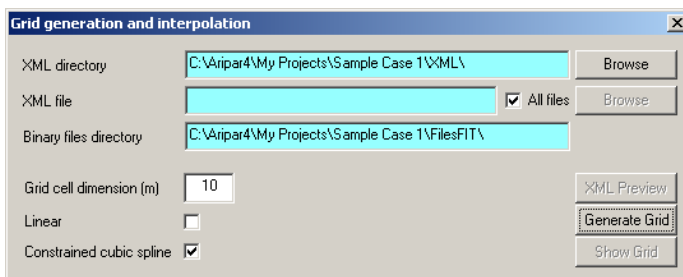 Grid generation and interpolation
XML directory C:\Aripar4\My Projects\Sample Case 1\XML\ Browse
XML file All files Browse
Binary files directory C:\Aripar4\My Projects\Sample Case 1\FilesFIT\
Grid cell dimension (m) 10 XML Preview
Linear Generate Grid
Constrained cubic spline Show Grid